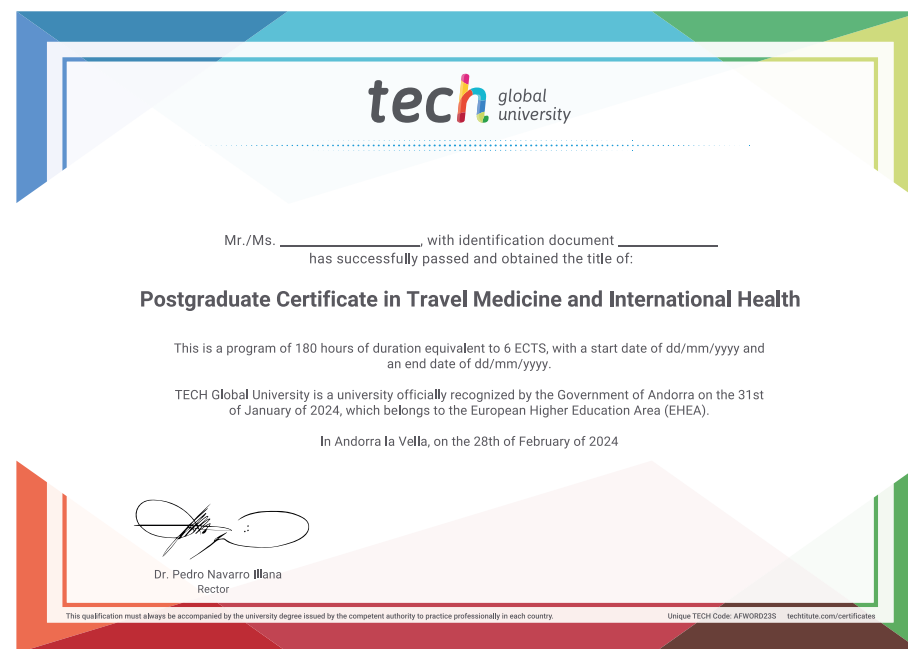 tech global university
Mr./Ms. ____________________, with identification document ______________
has successfully passed and obtained the title of:
Postgraduate Certificate in Travel Medicine and International Health
This is a program of 180 hours of duration equivalent to 6 ECTS, with a start date of dd/mm/yyyy and
an end date of dd/mm/yyyy.
TECH Global University is a university officially recognized by the Government of Andorra on the 31st
of January of 2024, which belongs to the European Higher Education Area (EHEA).
In Andorra la Vella, on the 28th of February of 2024
Dr. Pedro Navarro Illana
Rector
This qualification must always be accompanied by the university degree issued by the competent authority to practice professionally in each country. Unique TECH Code: AFWORD23S techtitute.com/certificates